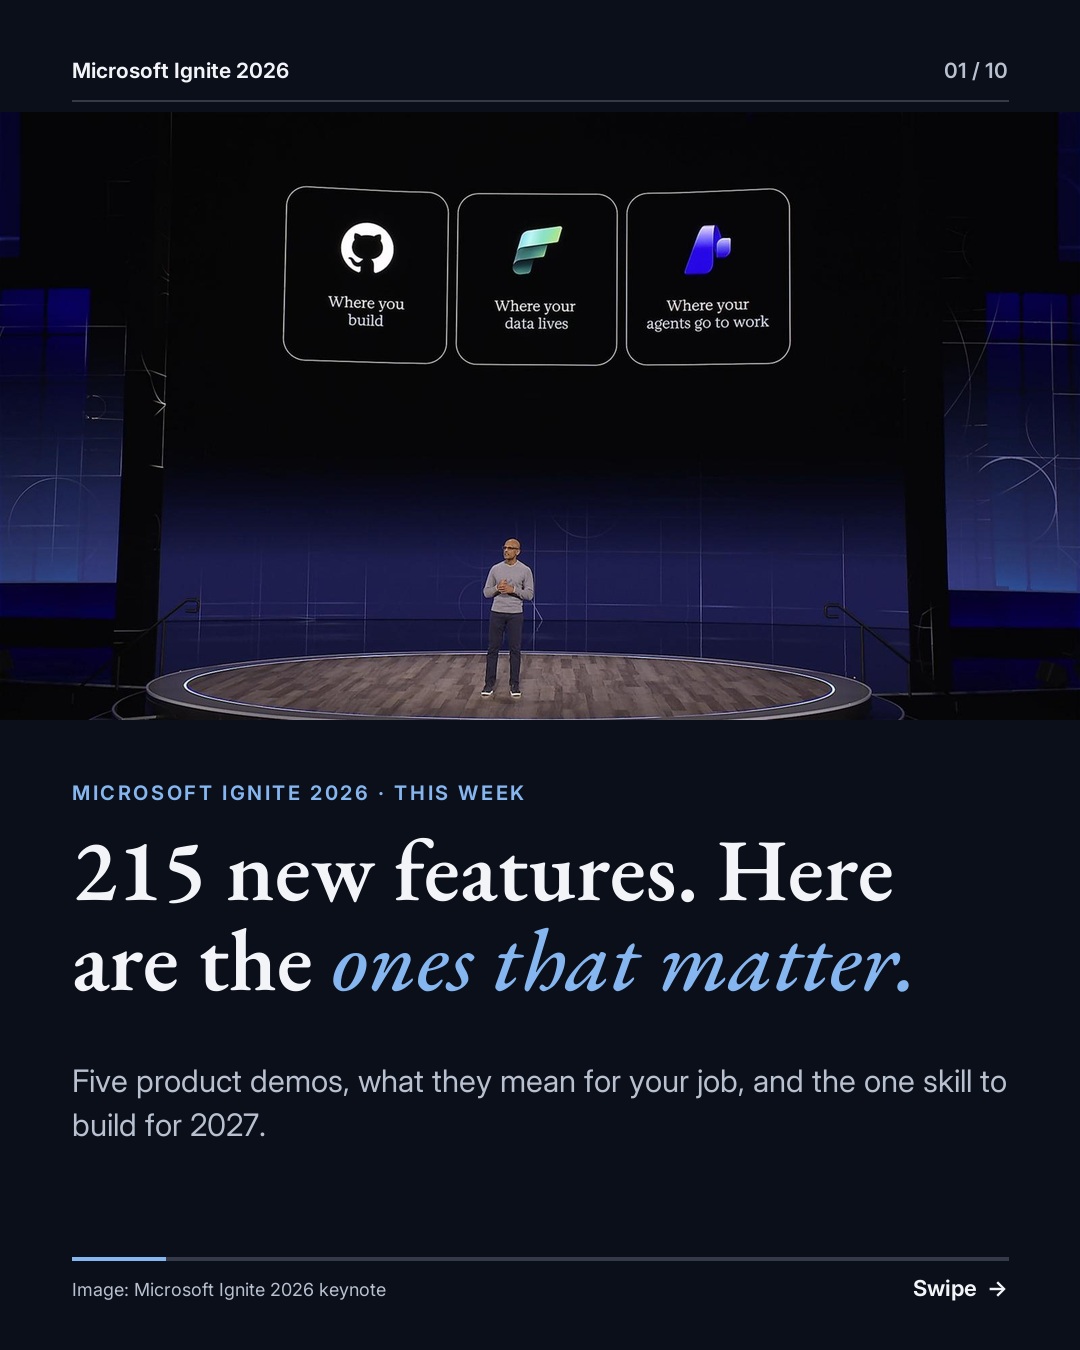 Microsoft Ignite 2026
01 / 10
Where you
build
Where your
data lives
Where your
agents go to work
MICROSOFT IGNITE 2026 · THIS WEEK
215 new features. Here
are the ones that matter.
Five product demos, what they mean for your job, and the one skill to
build for 2027.
Image: Microsoft Ignite 2026 keynote
Swipe →